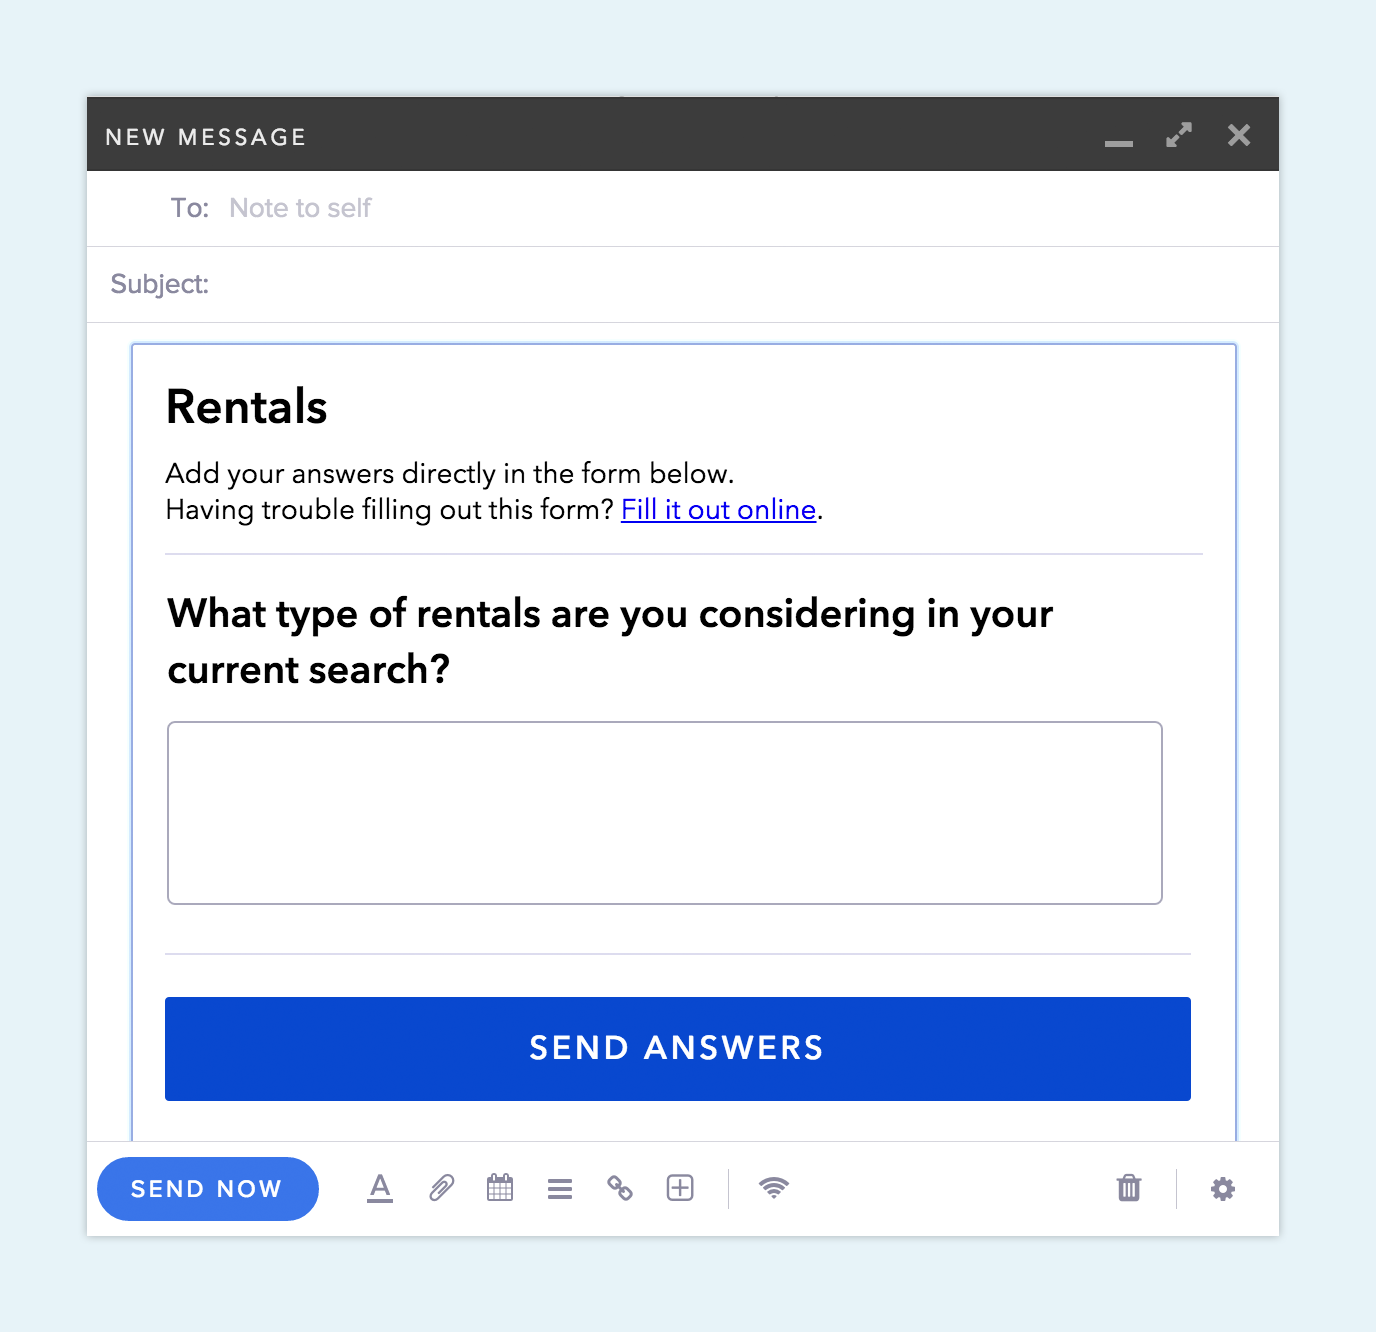 NEW MESSAGE
To: Note to self
Subject:
Rentals
Add your answers directly in the form below.
Having trouble filling out this form? Fill it out online.
What type of rentals are you considering in your
current search?
SEND ANSWERS
SEND NOW
A